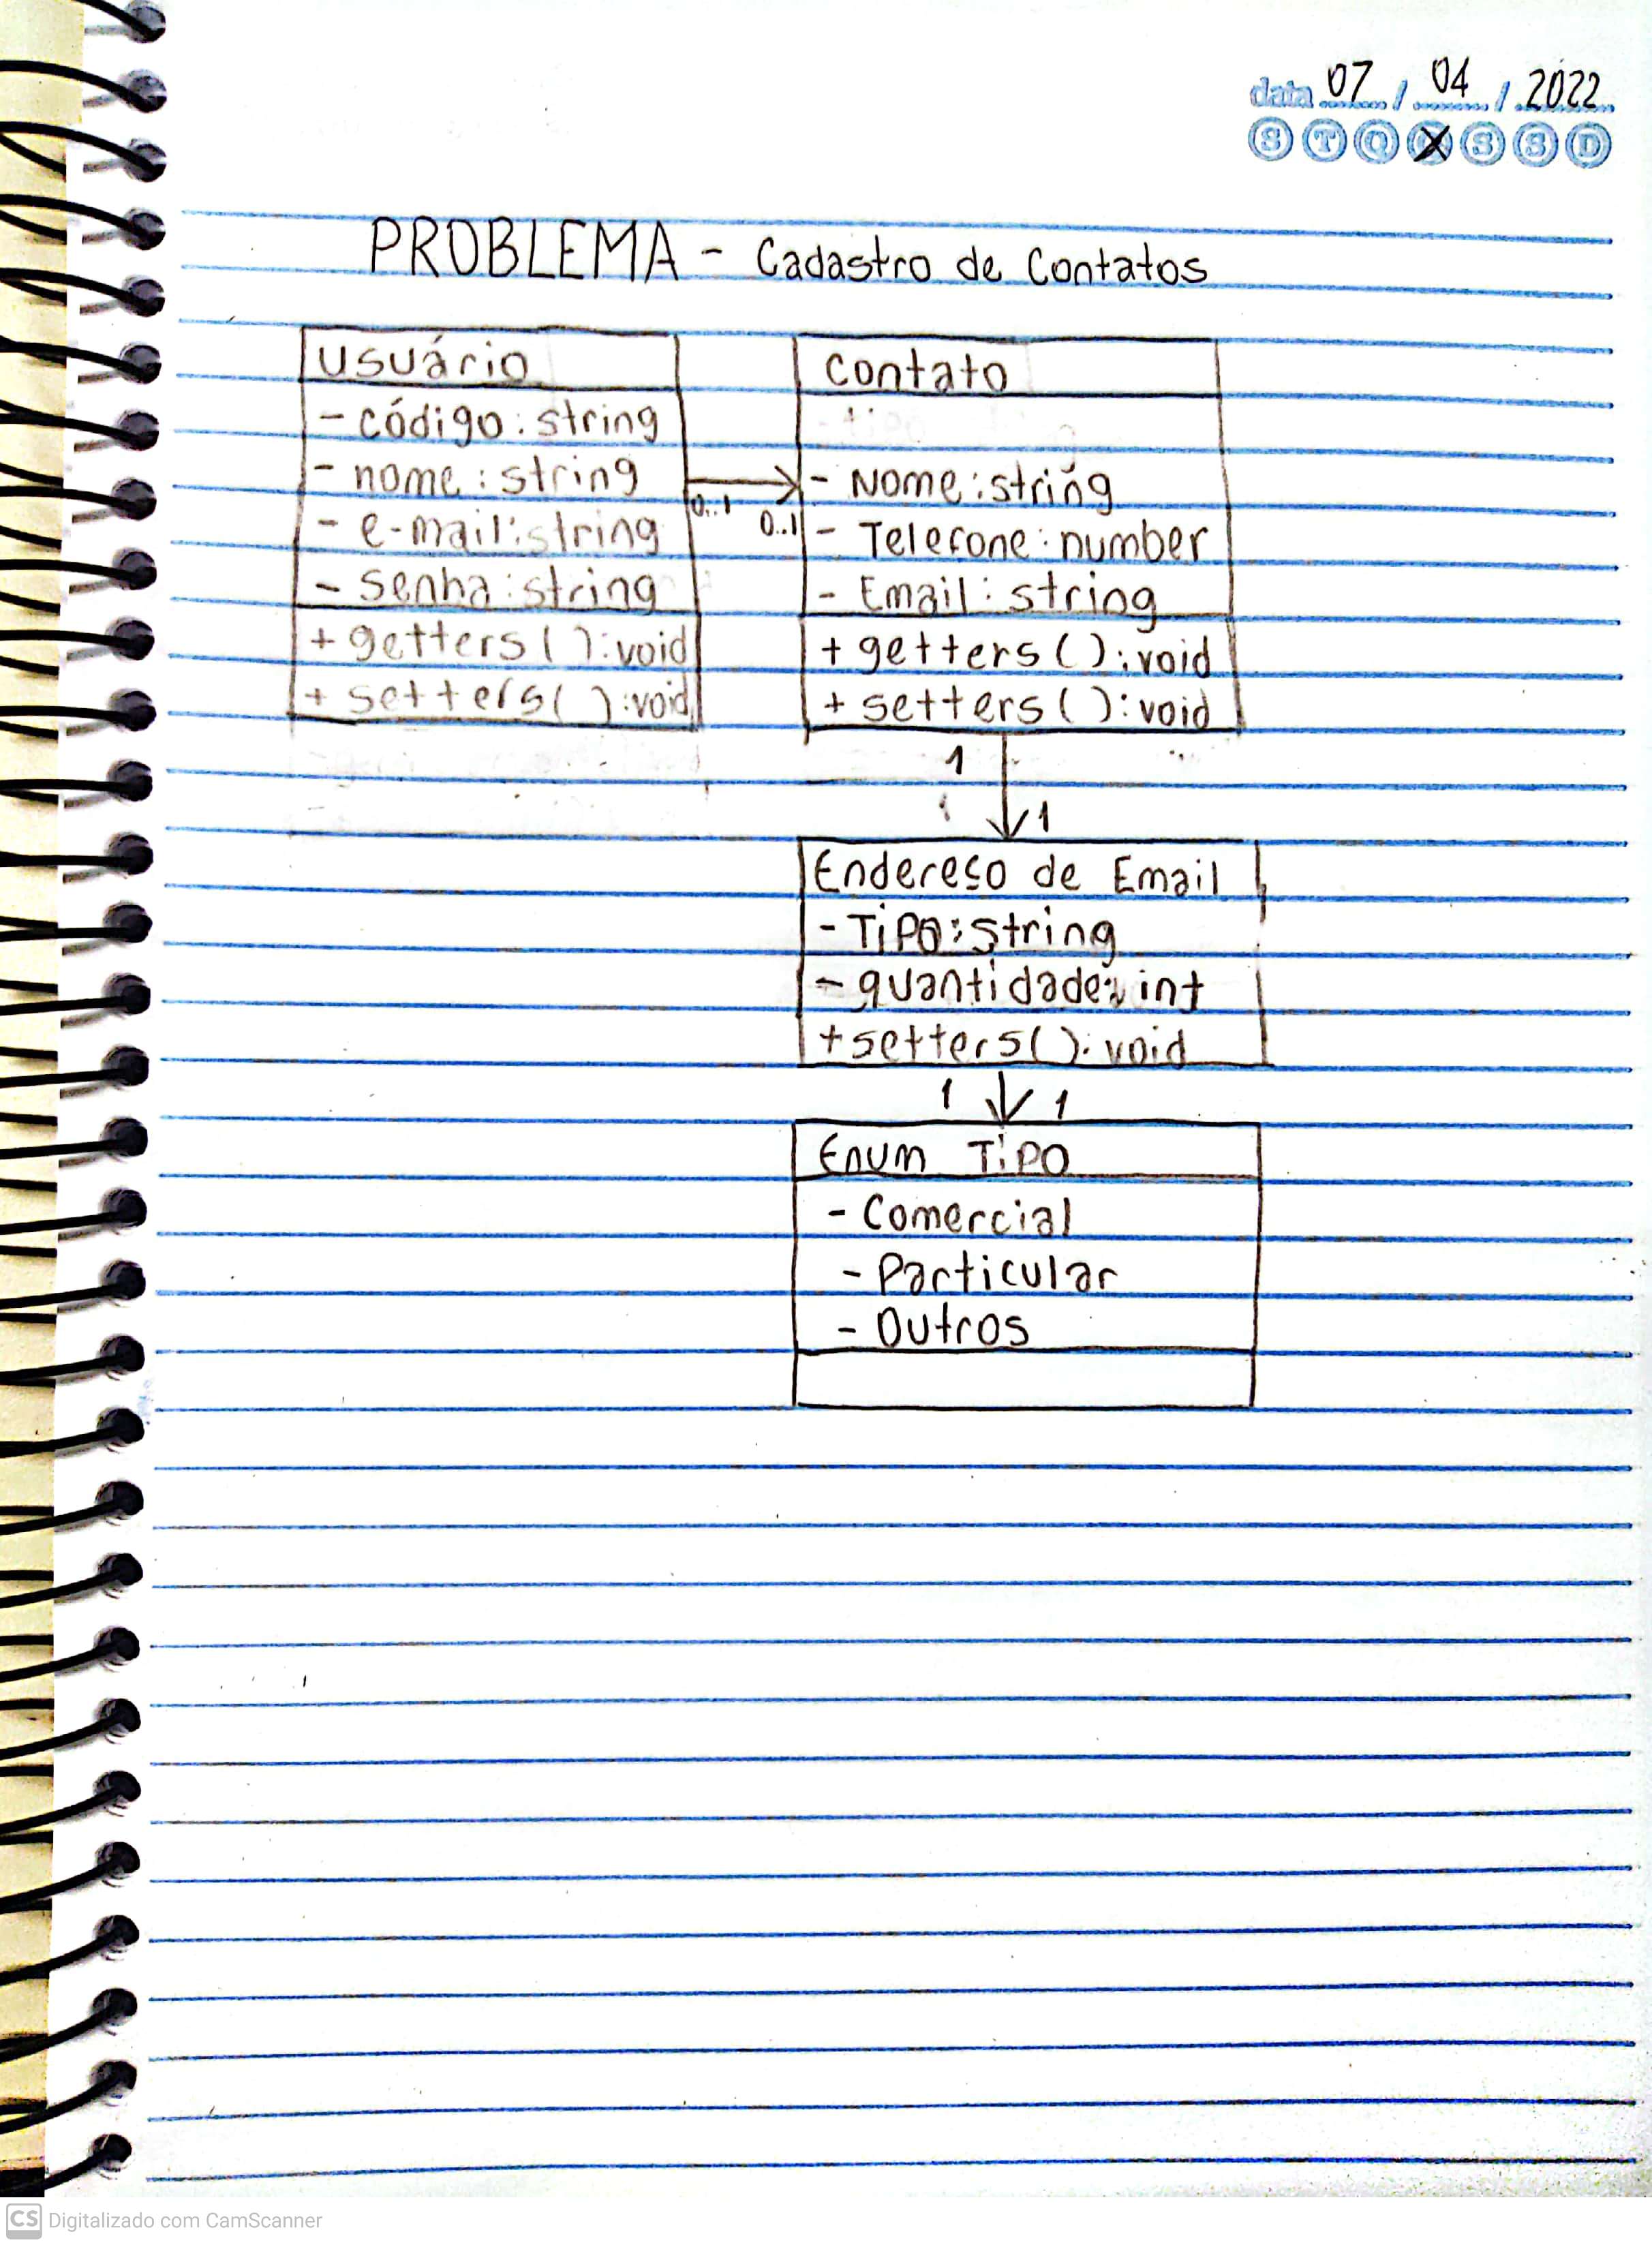 data 07 / 04 / 2022
S T Q X S S D
PROBLEMA - Cadastro de Contatos
usuário
- código: string
- nome: string
- e-mail: string
- senha: string
+ getters( ): void
+ setters( ): void
0..1
0..1
contato
- Nome: string
- Telefone: number
- Email: string
+ getters( ): void
+ setters( ): void
1
1
Endereço de Email
- Tipo: string
- quantidade: int
+ setters( ): void
1 1
Enum Tipo
- Comercial
- Particular
- Outros
CS Digitalizado com CamScanner